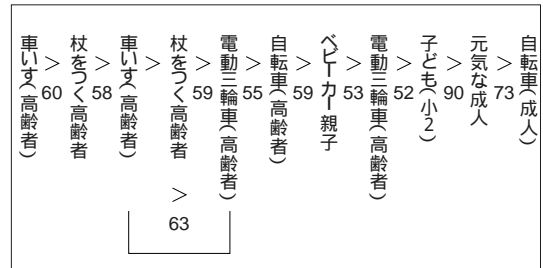 車いす(高齢者)
>
60
杖をつく高齢者
>
58
車いす(高齢者)
>
杖をつく高齢者
>
59
電動三輪車(高齢者)
>
55
自転車(高齢者)
>
59
ベビーカー親子
>
53
電動三輪車(高齢者)
>
52
子ども(小2)
>
90
元気な成人
>
73
自転車(成人)
>
63